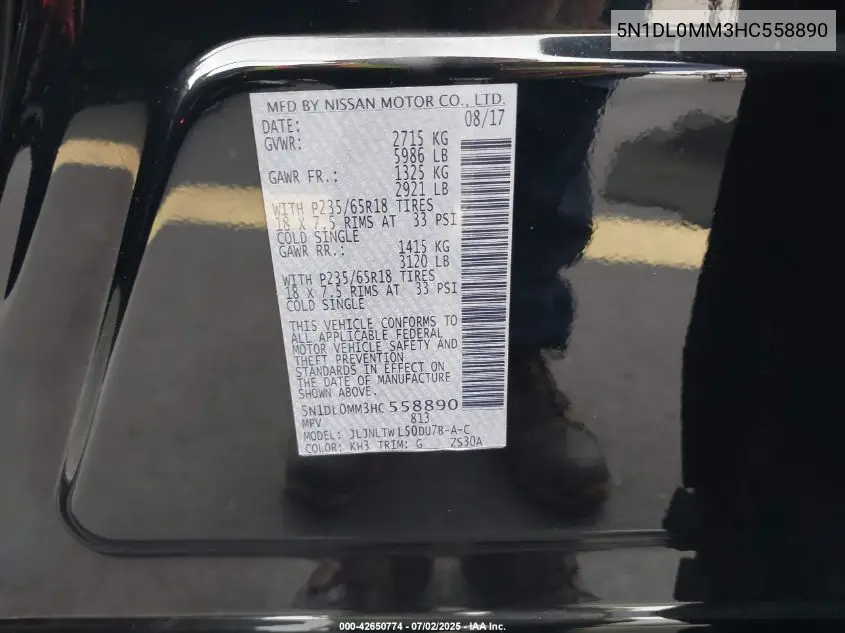 5N1DL0MM3HC558890
MFD BY NISSAN MOTOR CO., LTD.
DATE: 08/17
GVWR: 2715 KG
5986 LB
GAWR FR.: 1325 KG
2921 LB
WITH P235/65R18 TIRES
18 X 7.5 RIMS AT 33 PSI
COLD SINGLE
GAWR RR.: 1415 KG
3120 LB
WITH P235/65R18 TIRES
18 X 7.5 RIMS AT 33 PSI
COLD SINGLE
THIS VEHICLE CONFORMS TO
ALL APPLICABLE FEDERAL
MOTOR VEHICLE SAFETY AND
THEFT PREVENTION
STANDARDS IN EFFECT ON
THE DATE OF MANUFACTURE
SHOWN ABOVE.
5N1DL0MM3HC558890
MPV 813
MODEL: JLJNLTWL50DU7B-A-C
COLOR: KH3 TRIM: G ZS30A
000-42650774 - 07/02/2025 - IAA Inc.